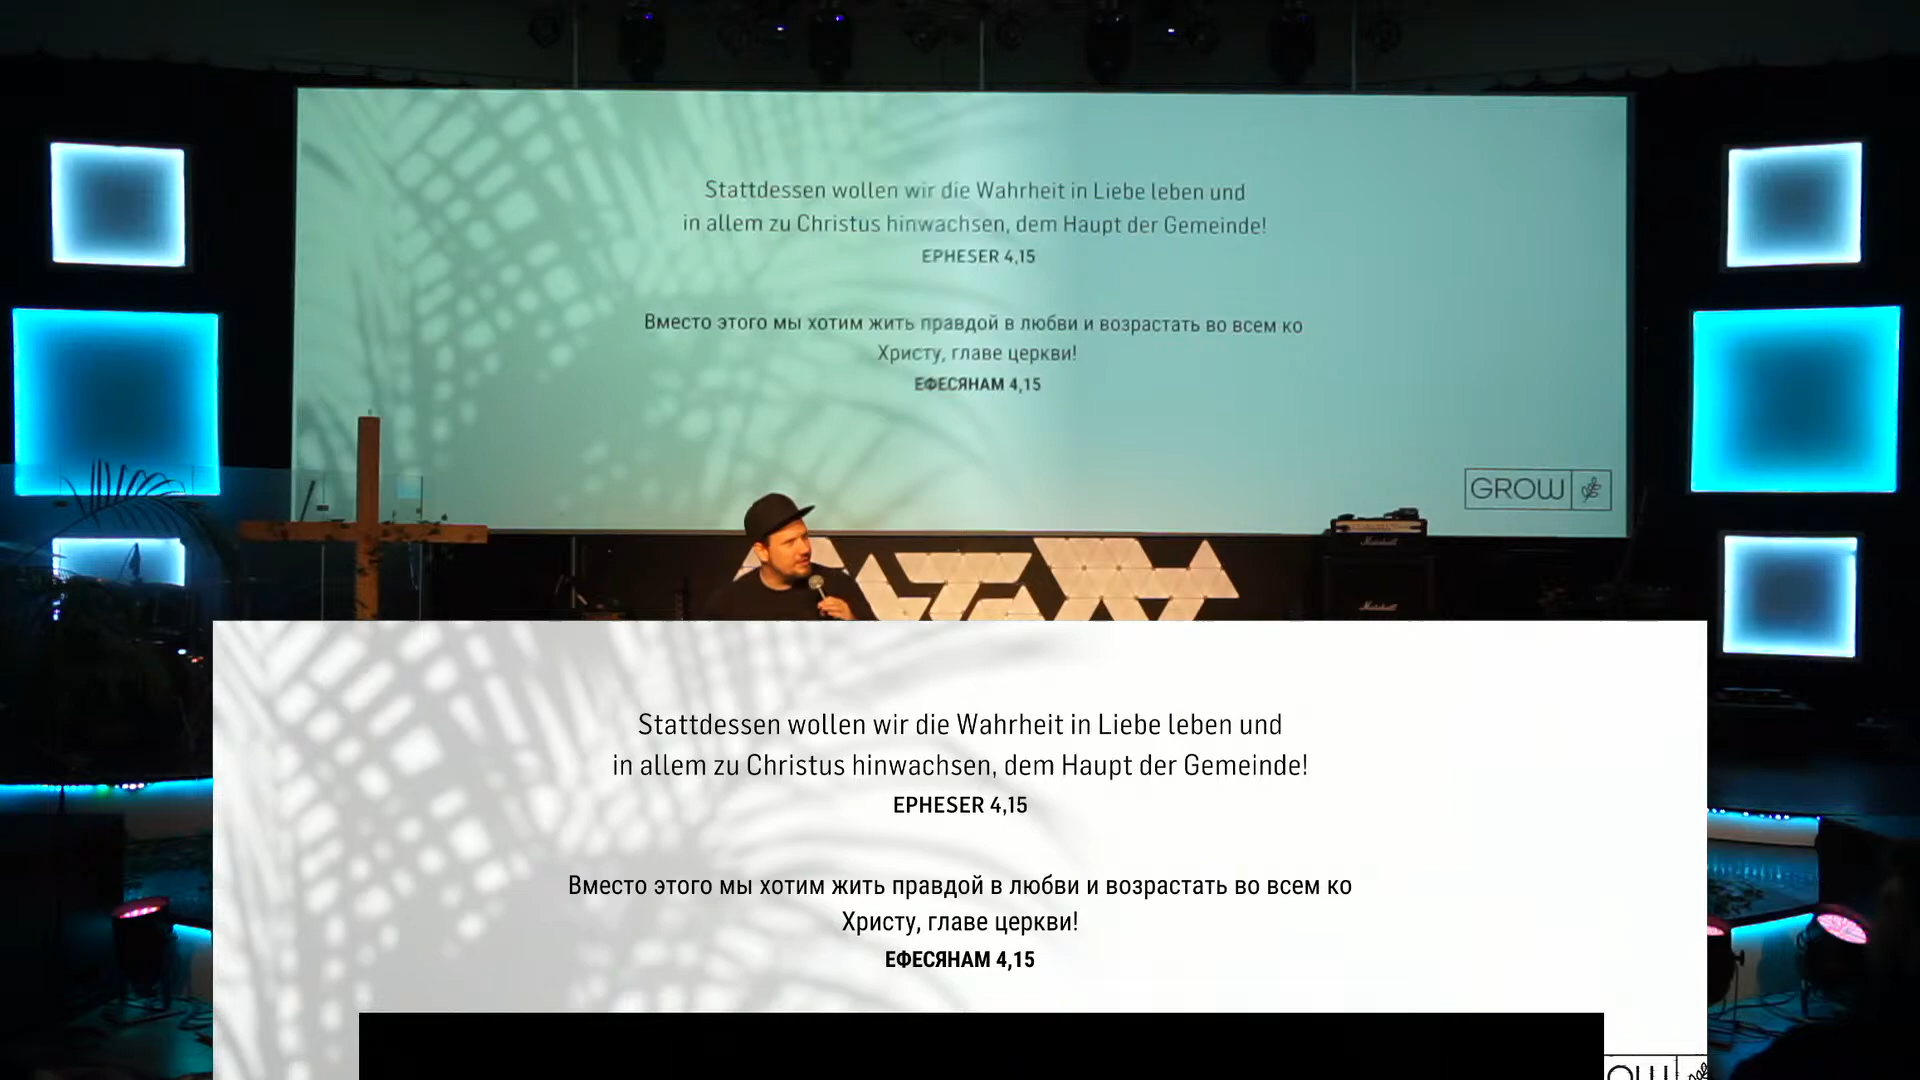 Stattdessen wollen wir die Wahrheit in Liebe leben und
in allem zu Christus hinwachsen, dem Haupt der Gemeinde!
EPHESER 4,15
Вместо этого мы хотим жить правдой в любви и возрастать во всем ко
Христу, главе церкви!
ЕФЕСЯНАМ 4,15
GROW
Marshall
Marshall
Stattdessen wollen wir die Wahrheit in Liebe leben und
in allem zu Christus hinwachsen, dem Haupt der Gemeinde!
EPHESER 4,15
Вместо этого мы хотим жить правдой в любви и возрастать во всем ко
Христу, главе церкви!
ЕФЕСЯНАМ 4,15